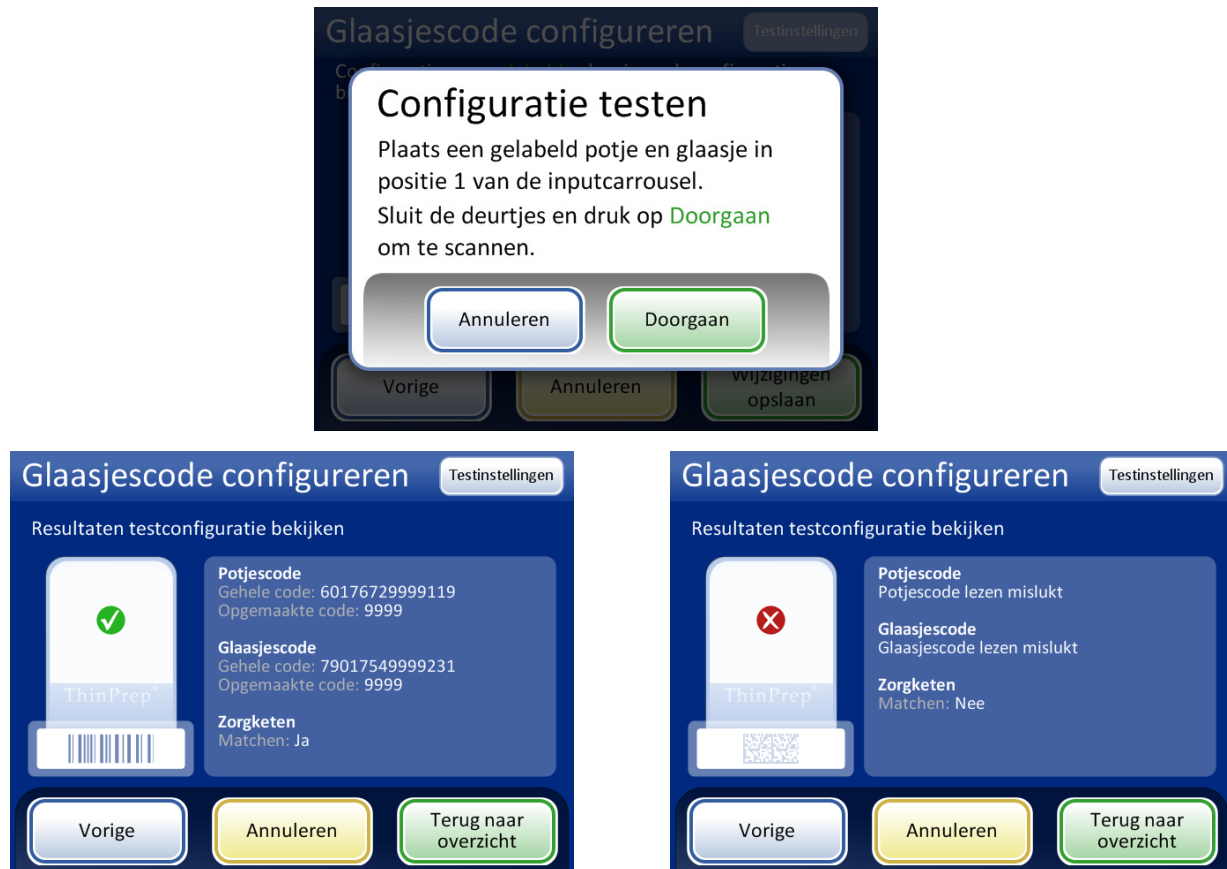 Glaasjescode configureren
Testinstellingen
Configuratie testen
Plaats een gelabeld potje en glaasje in
positie 1 van de inputcarrousel.
Sluit de deurtjes en druk op Doorgaan
om te scannen.
Annuleren
Doorgaan
Vorige
Annuleren
Wijzigingen
opslaan
Glaasjescode configureren
Testinstellingen
Resultaten testconfiguratie bekijken
ThinPrep®
Potjescode
Gehele code: 60176729999119
Opgemaakte code: 9999
Glaasjescode
Gehele code: 79017549999231
Opgemaakte code: 9999
Zorgketen
Matchen: Ja
Vorige
Annuleren
Terug naar
overzicht
Glaasjescode configureren
Testinstellingen
Resultaten testconfiguratie bekijken
ThinPrep®
Potjescode
Potjescode lezen mislukt
Glaasjescode
Glaasjescode lezen mislukt
Zorgketen
Matchen: Nee
Vorige
Annuleren
Terug naar
overzicht